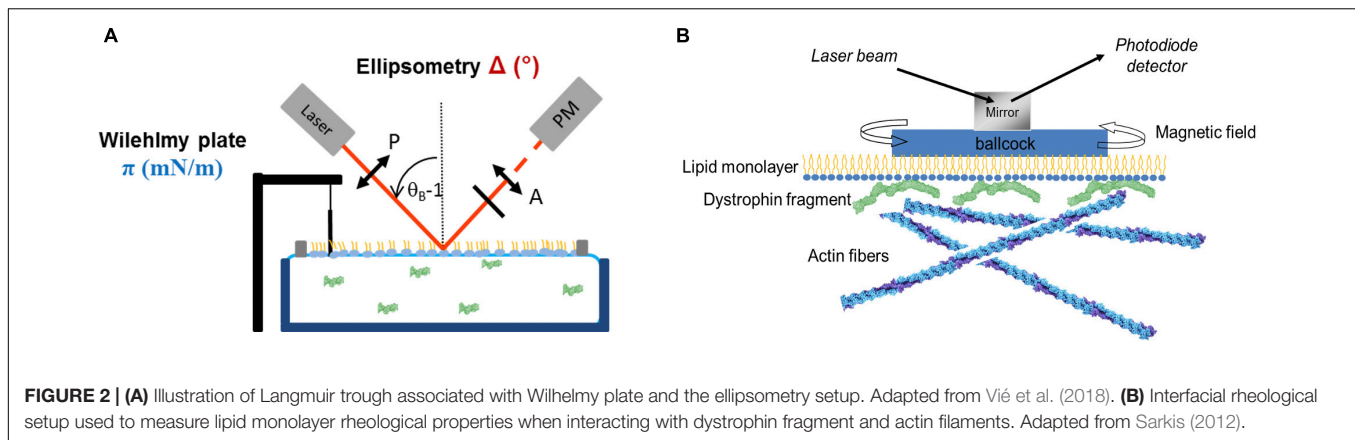 A
Ellipsometry Δ (°)
Laser
PM
Wilehlmy plate
π (mN/m)
P
θB-1
A
B
Laser beam
Photodiode
detector
Mirror
Magnetic field
ballcock
Lipid monolayer
Dystrophin fragment
Actin fibers
FIGURE 2 | (A) Illustration of Langmuir trough associated with Wilhelmy plate and the ellipsometry setup. Adapted from Vié et al. (2018). (B) Interfacial rheological
setup used to measure lipid monolayer rheological properties when interacting with dystrophin fragment and actin filaments. Adapted from Sarkis (2012).